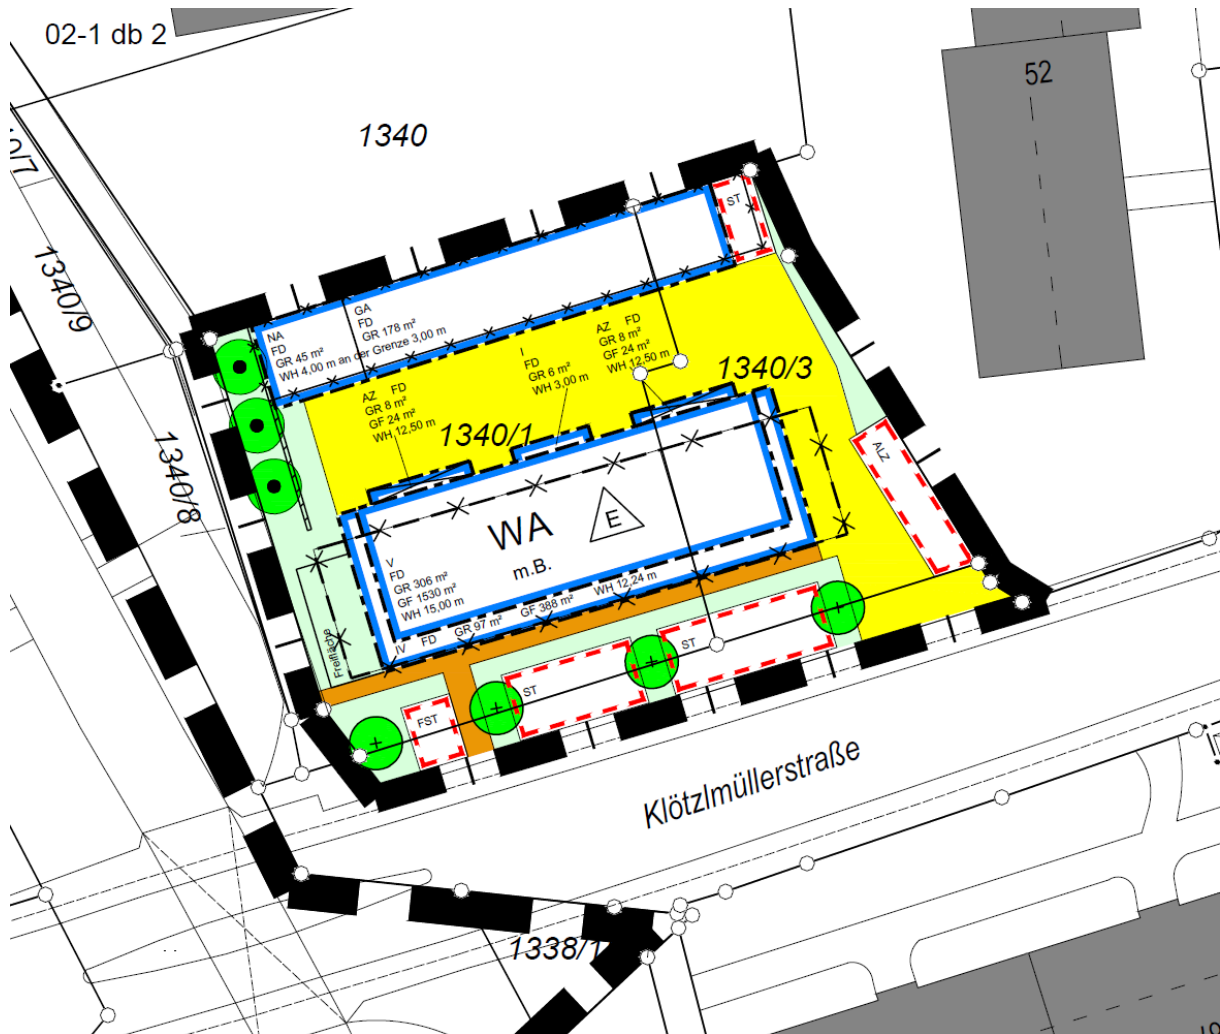 02-1 db 2
52
1340
1340/9
1340/8
ST
NA
FD
GR 45 m²
WH 4,00 m an der Grenze 3,00 m
GA
FD
GR 178 m²
I
FD
GR 6 m²
WH 3,00 m
AZ FD
GR 8 m²
GF 24 m²
WH 12,50 m
1340/3
AZ FD
GR 8 m²
GF 24 m²
WH 12,50 m
1340/1
ALZ
WA
E
m.B.
V
FD
GR 306 m²
GF 1530 m²
WH 15,00 m
IV FD GR 97 m² GF 388 m² WH 12,24 m
Freifläche
ST
ST
FST
Klötzlmüllerstraße
1338/1